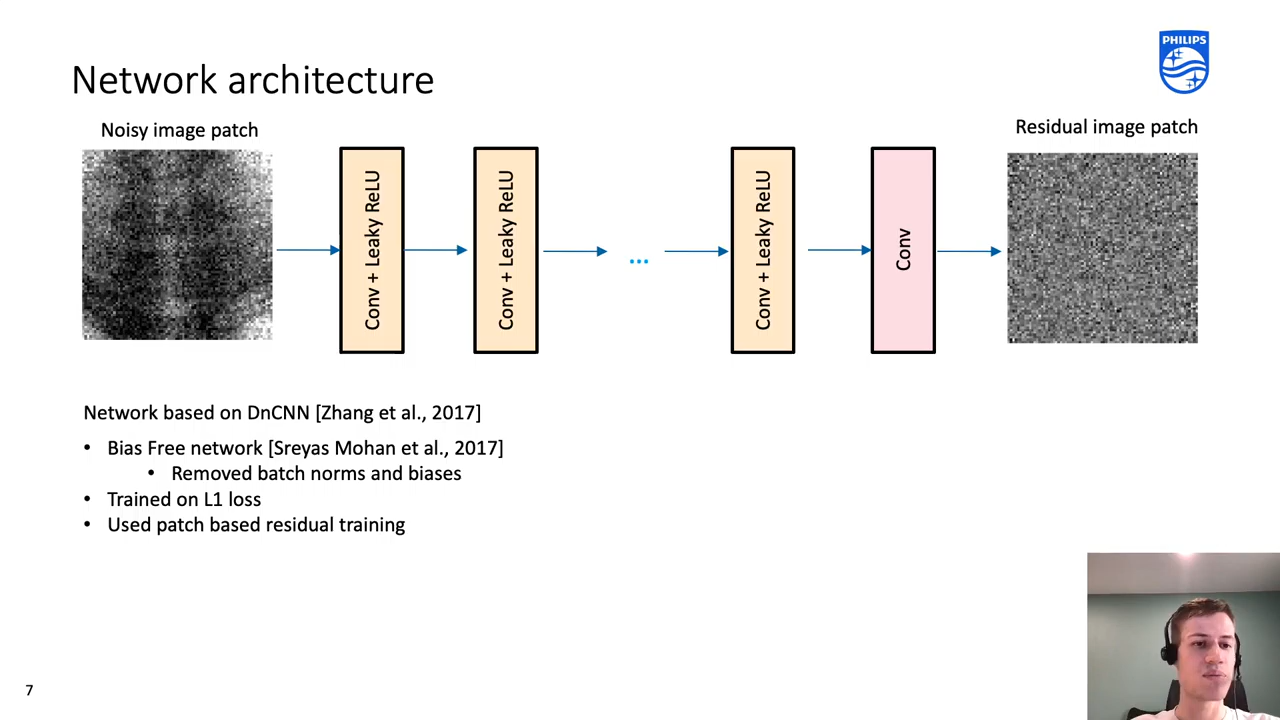 PHILIPS
Network architecture
Noisy image patch
Residual image patch
Conv + Leaky ReLU
Conv + Leaky ReLU
...
Conv + Leaky ReLU
Conv
Network based on DnCNN [Zhang et al., 2017]
• Bias Free network [Sreyas Mohan et al., 2017]
• Removed batch norms and biases
• Trained on L1 loss
• Used patch based residual training
7